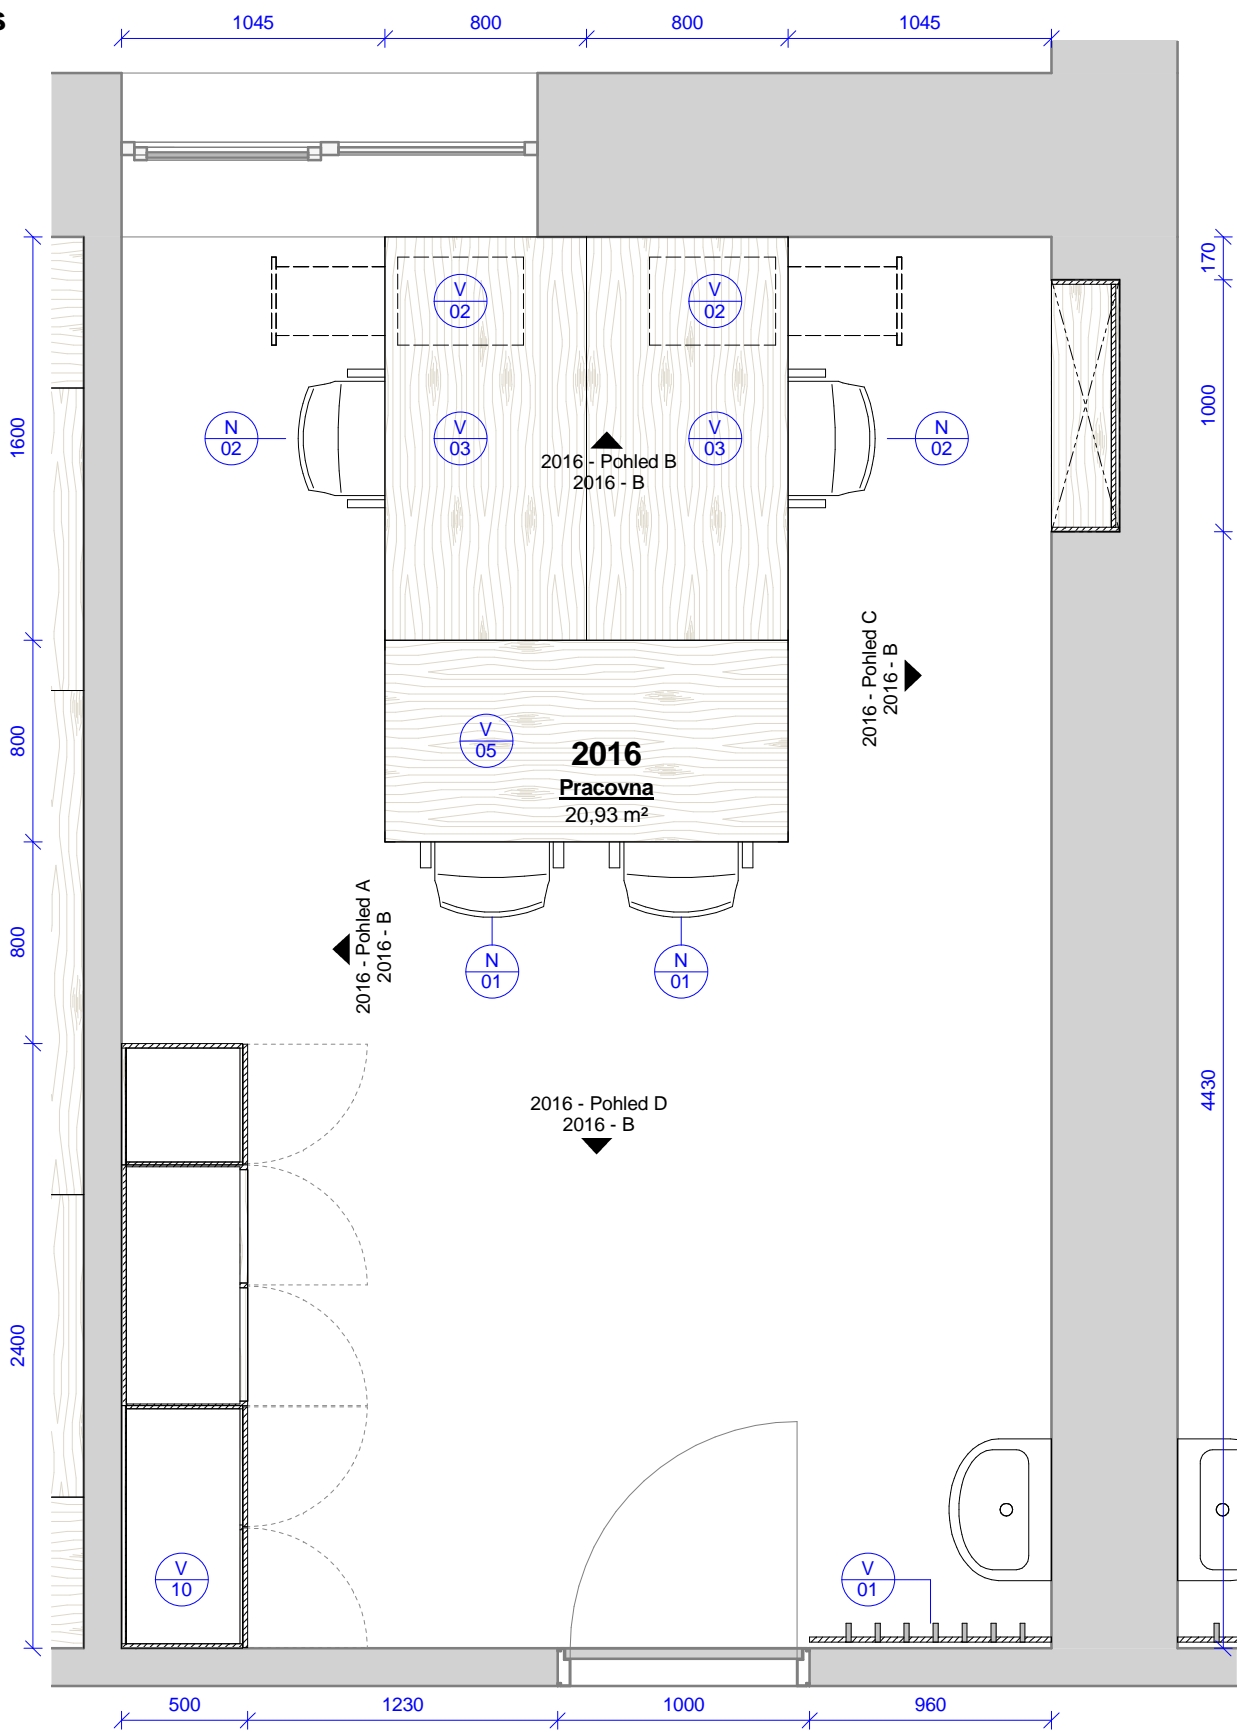 s
1045
800
800
1045
170
V
02
V
02
1000
1600
N
02
V
03
V
03
N
02
2016 - Pohled B
2016 - B
2016 - Pohled C
2016 - B
800
V
05
2016
Pracovna
20,93 m²
800
2016 - Pohled A
2016 - B
N
01
N
01
4430
2016 - Pohled D
2016 - B
2400
V
10
V
01
500
1230
1000
960